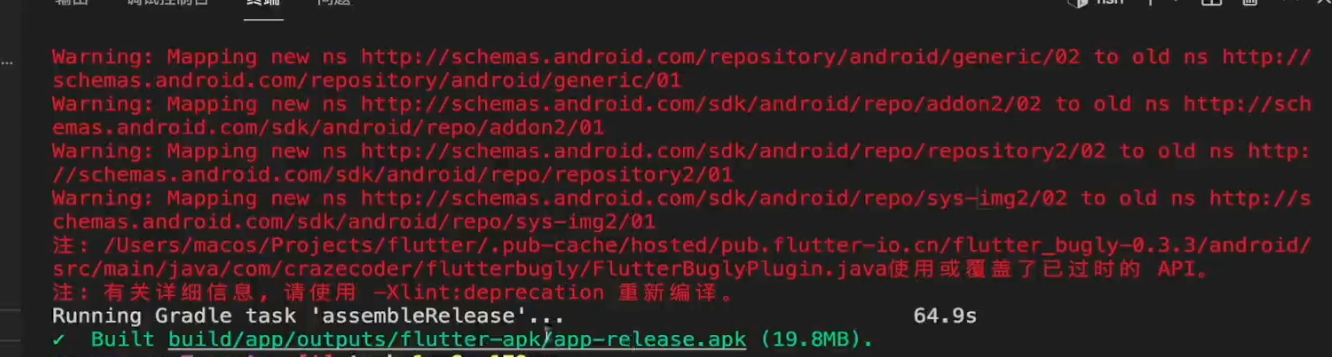 输出 调试控制台 终端 问题
Warning: Mapping new ns http://schemas.android.com/repository/android/generic/02 to old ns http://
schemas.android.com/repository/android/generic/01
Warning: Mapping new ns http://schemas.android.com/sdk/android/repo/addon2/02 to old ns http://sch
emas.android.com/sdk/android/repo/addon2/01
Warning: Mapping new ns http://schemas.android.com/sdk/android/repo/repository2/02 to old ns http:
//schemas.android.com/sdk/android/repo/repository2/01
Warning: Mapping new ns http://schemas.android.com/sdk/android/repo/sys-img2/02 to old ns http://s
chemas.android.com/sdk/android/repo/sys-img2/01
注: /Users/macos/Projects/flutter/.pub-cache/hosted/pub.flutter-io.cn/flutter_bugly-0.3.3/android/
src/main/java/com/crazecoder/flutterbugly/FlutterBuglyPlugin.java使用或覆盖了已过时的 API。
注: 有关详细信息, 请使用 -Xlint:deprecation 重新编译。
Running Gradle task 'assembleRelease'... 64.9s
✓ Built build/app/outputs/flutter-apk/app-release.apk (19.8MB).